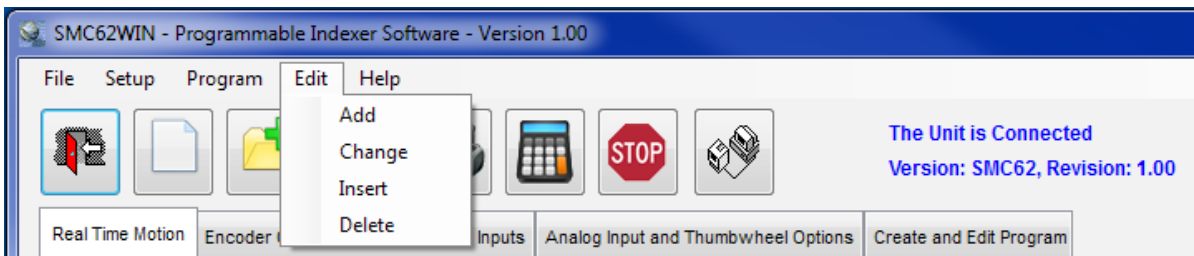 SMC62WIN - Programmable Indexer Software - Version 1.00
File Setup Program Edit Help
Add
Change
Insert
Delete
STOP
The Unit is Connected
Version: SMC62, Revision: 1.00
Real Time Motion Encoder Inputs Analog Input and Thumbwheel Options Create and Edit Program